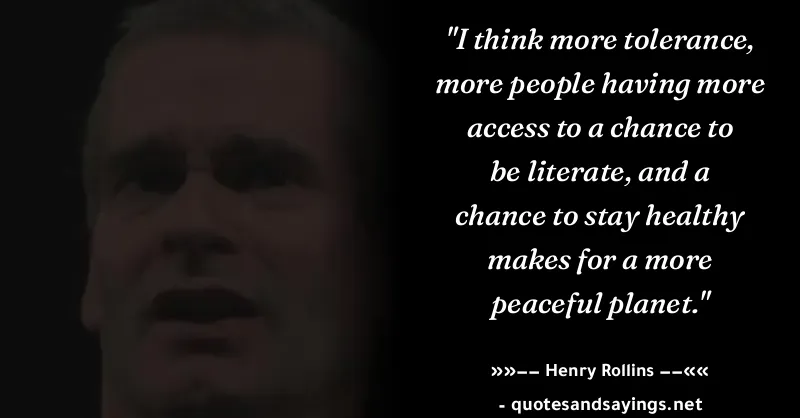 "I think more tolerance,
more people having more
access to a chance to
be literate, and a
chance to stay healthy
makes for a more
peaceful planet."
»»−− Henry Rollins −−««
- quotesandsayings.net